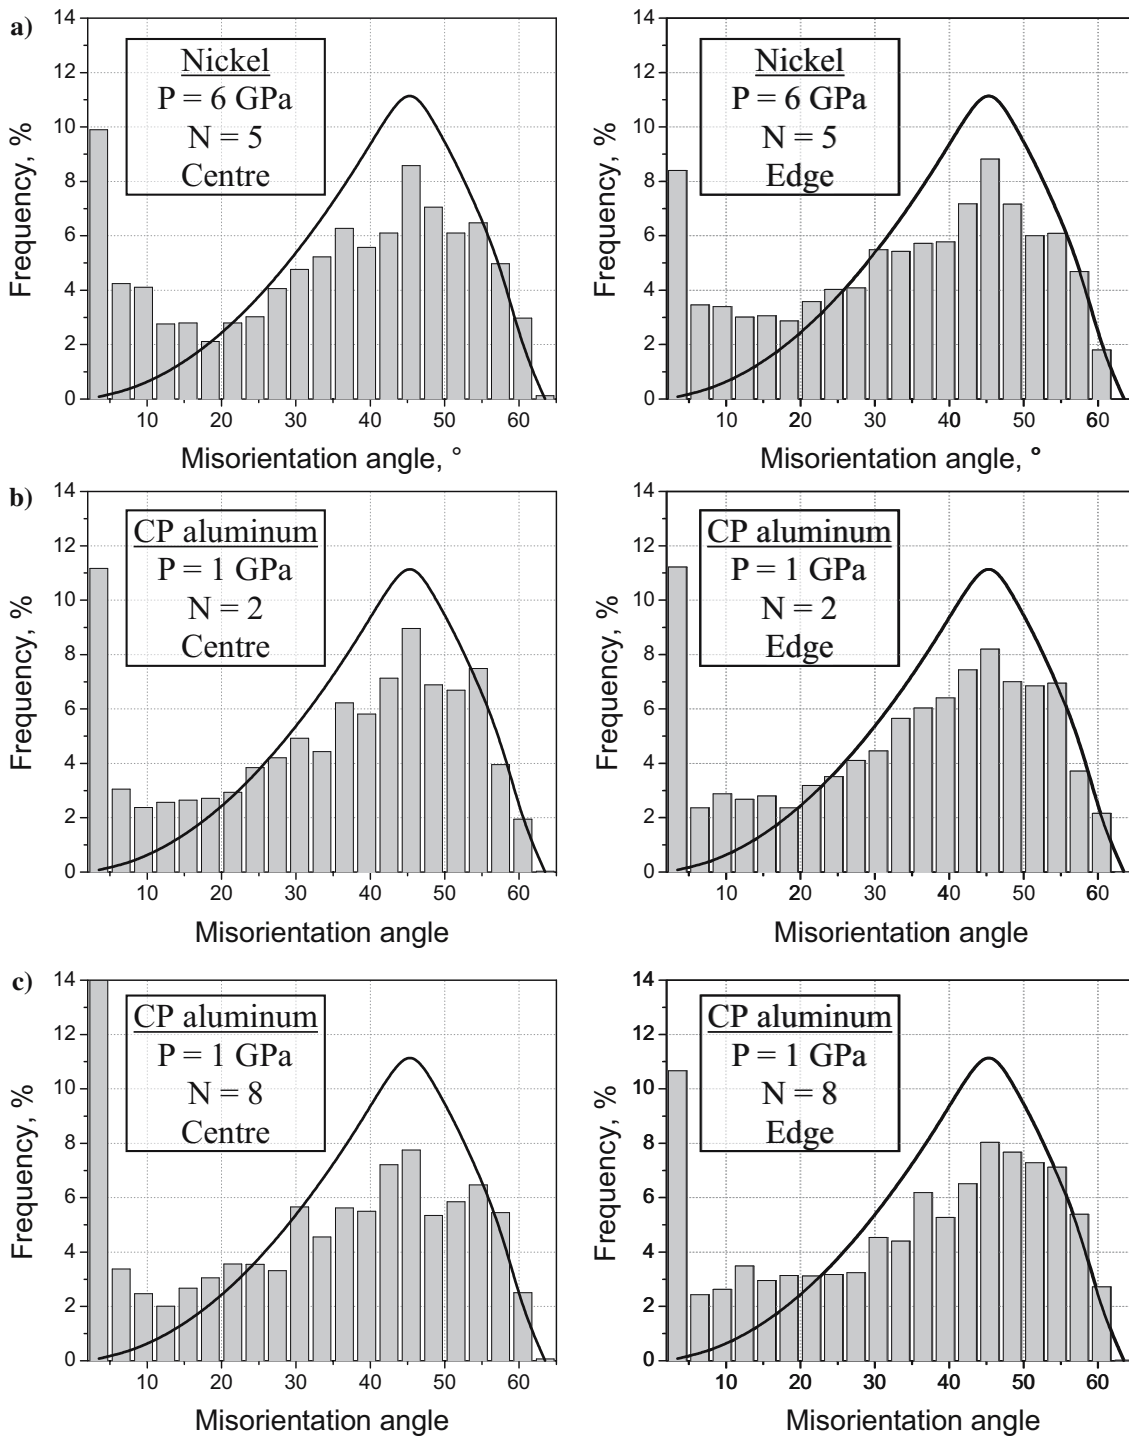 a)
14
12
10
8
6
4
2
0
Frequency, %
Nickel
P = 6 GPa
N = 5
Centre
10 20 30 40 50 60
Misorientation angle, °
14
12
10
8
6
4
2
0
Frequency, %
Nickel
P = 6 GPa
N = 5
Edge
10 20 30 40 50 60
Misorientation angle, °
b)
14
12
10
8
6
4
2
0
Frequency, %
CP aluminum
P = 1 GPa
N = 2
Centre
10 20 30 40 50 60
Misorientation angle
14
12
10
8
6
4
2
0
Frequency, %
CP aluminum
P = 1 GPa
N = 2
Edge
10 20 30 40 50 60
Misorientation angle
c)
14
12
10
8
6
4
2
0
Frequency, %
CP aluminum
P = 1 GPa
N = 8
Centre
10 20 30 40 50 60
Misorientation angle
14
12
10
8
6
4
2
0
Frequency, %
CP aluminum
P = 1 GPa
N = 8
Edge
10 20 30 40 50 60
Misorientation angle